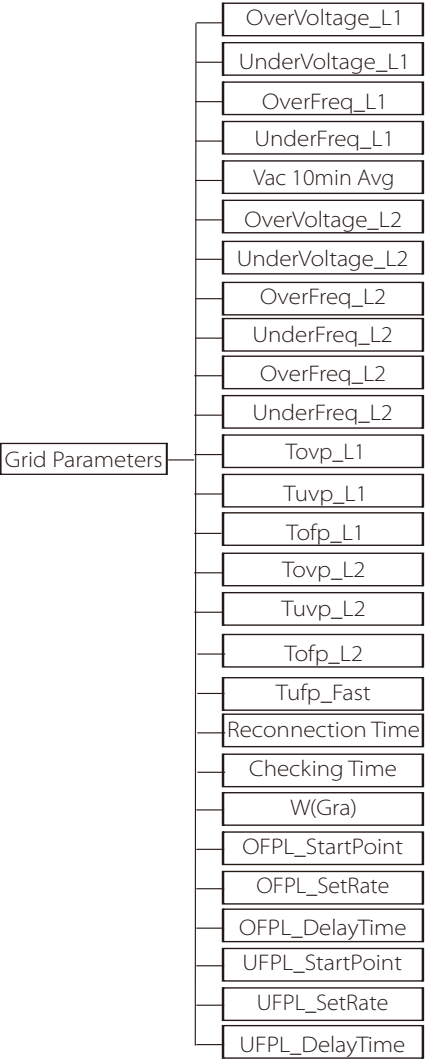 Grid Parameters
OverVoltage_L1
UnderVoltage_L1
OverFreq_L1
UnderFreq_L1
Vac 10min Avg
OverVoltage_L2
UnderVoltage_L2
OverFreq_L2
UnderFreq_L2
OverFreq_L2
UnderFreq_L2
Tovp_L1
Tuvp_L1
Tofp_L1
Tovp_L2
Tuvp_L2
Tofp_L2
Tufp_Fast
Reconnection Time
Checking Time
W(Gra)
OFPL_StartPoint
OFPL_SetRate
OFPL_DelayTime
UFPL_StartPoint
UFPL_SetRate
UFPL_DelayTime